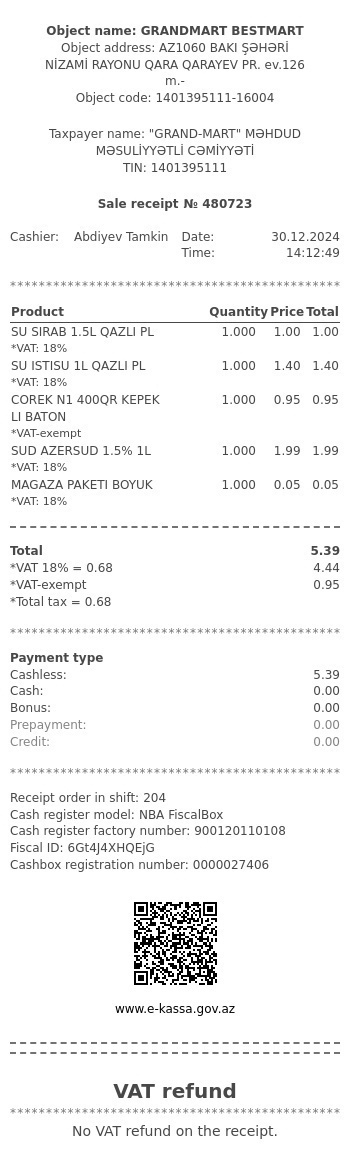 Object name: GRANDMART BESTMART
Object address: AZ1060 BAKI ŞƏHƏRİ
NİZAMİ RAYONU QARA QARAYEV PR. ev.126
m.-
Object code: 1401395111-16004
Taxpayer name: "GRAND-MART" MƏHDUD
MƏSULİYYƏTLİ CƏMİYYƏTİ
TIN: 1401395111
Sale receipt № 480723
Cashier: Abdiyev Tamkin Date: 30.12.2024
Time: 14:12:49
**********************************************
Product Quantity Price Total
SU SIRAB 1.5L QAZLI PL 1.000 1.00 1.00
*VAT: 18%
SU ISTISU 1L QAZLI PL 1.000 1.40 1.40
*VAT: 18%
COREK N1 400QR KEPEK 1.000 0.95 0.95
LI BATON
*VAT-exempt
SUD AZERSUD 1.5% 1L 1.000 1.99 1.99
*VAT: 18%
MAGAZA PAKETI BOYUK 1.000 0.05 0.05
*VAT: 18%
Total 5.39
*VAT 18% = 0.68 4.44
*VAT-exempt 0.95
*Total tax = 0.68
**********************************************
Payment type
Cashless: 5.39
Cash: 0.00
Bonus: 0.00
Prepayment: 0.00
Credit: 0.00
**********************************************
Receipt order in shift: 204
Cash register model: NBA FiscalBox
Cash register factory number: 900120110108
Fiscal ID: 6Gt4J4XHQEjG
Cashbox registration number: 0000027406
www.e-kassa.gov.az
VAT refund
**********************************************
No VAT refund on the receipt.